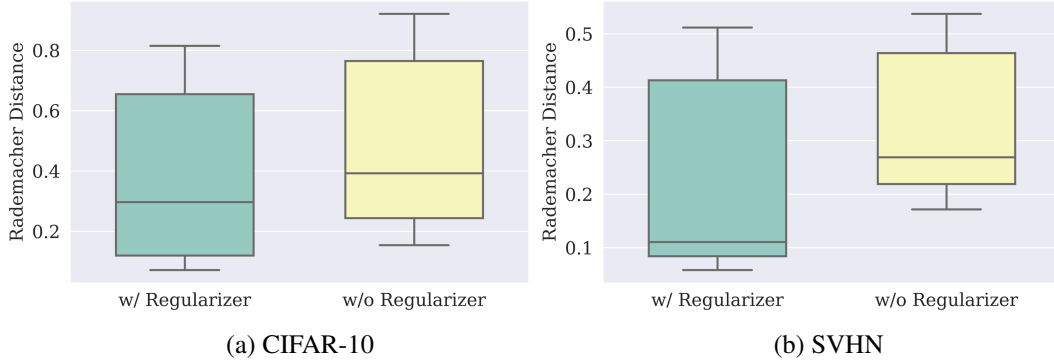 Rademacher Distance
0.8
0.6
0.4
0.2
w/ Regularizer
w/o Regularizer
(a) CIFAR-10
Rademacher Distance
0.5
0.4
0.3
0.2
0.1
w/ Regularizer
w/o Regularizer
(b) SVHN